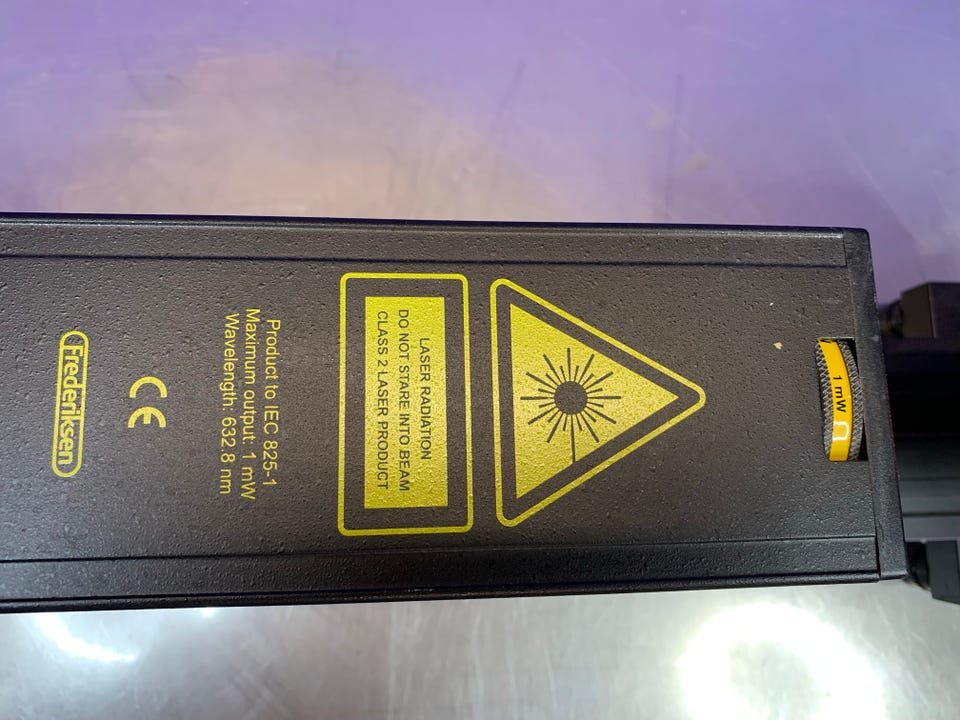 1 mW
LASER RADIATION
DO NOT STARE INTO BEAM
CLASS 2 LASER PRODUCT
Product to IEC 825-1
Maximum output: 1 mW
Wavelength: 632.8 nm
CE
Frederiksen